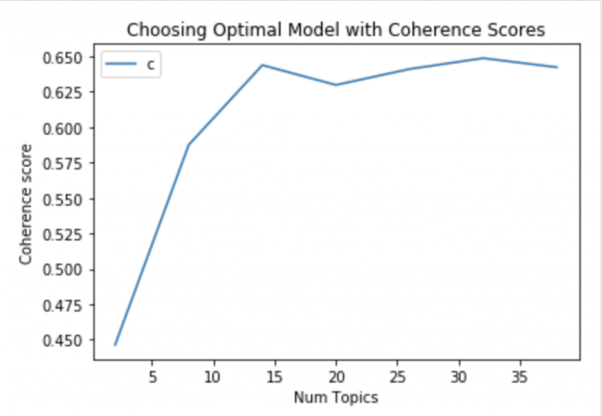 Choosing Optimal Model with Coherence Scores
c
Coherence score
0.650
0.625
0.600
0.575
0.550
0.525
0.500
0.475
0.450
5 10 15 20 25 30 35
Num Topics